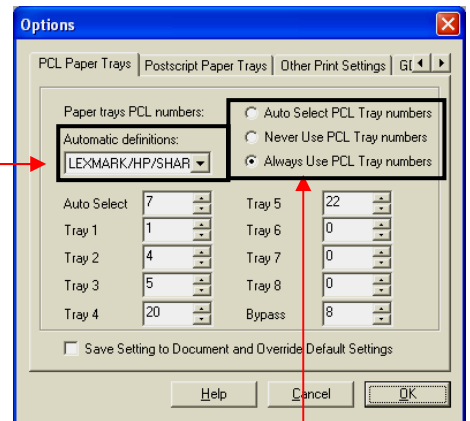 Options
PCL Paper Trays
Postscript Paper Trays
Other Print Settings
Paper trays PCL numbers:
Automatic definitions:
LEXMARK/HP/SHAR
Auto Select PCL Tray numbers
Never Use PCL Tray numbers
Always Use PCL Tray numbers
Auto Select 7
Tray 1 1
Tray 2 4
Tray 3 5
Tray 4 20
Tray 5 22
Tray 6 0
Tray 7 0
Tray 8 0
Bypass 8
Save Setting to Document and Override Default Settings
Help
Cancel
OK